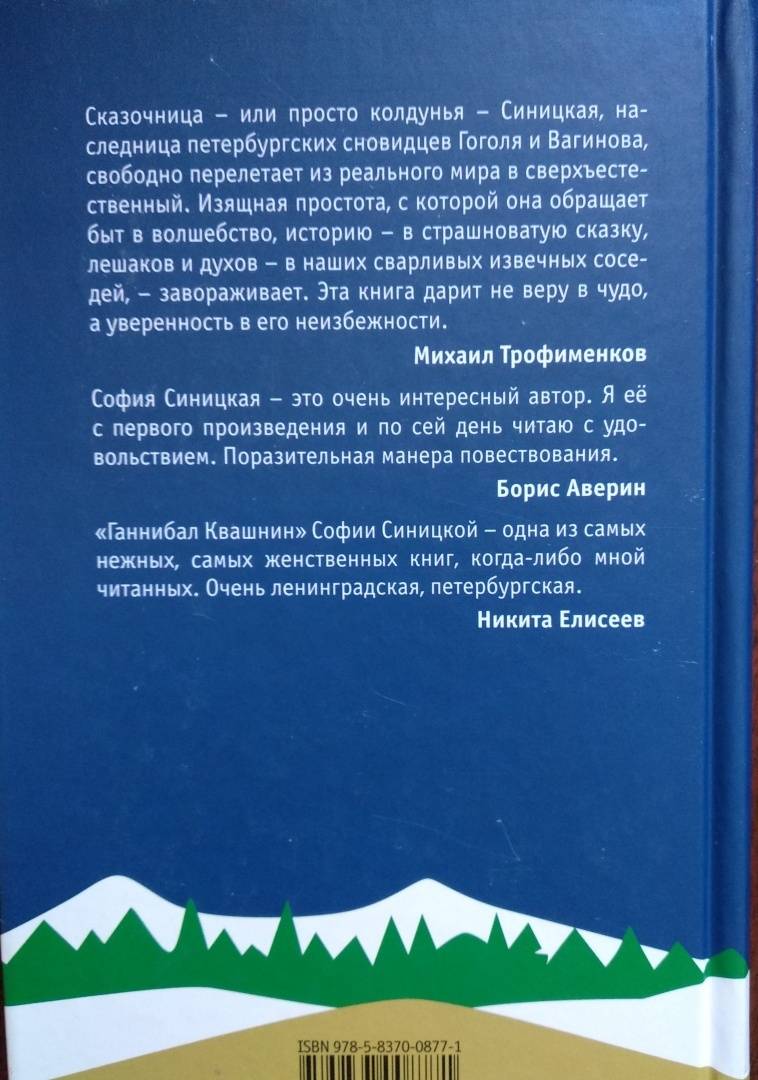 Сказочница – или просто колдунья – Синицкая, на-
следница петербургских сновидцев Гоголя и Вагинова,
свободно перелетает из реального мира в сверхъесте-
ственный. Изящная простота, с которой она обращает
быт в волшебство, историю – в страшноватую сказку,
лешаков и духов – в наших сварливых извечных сосе-
дей, – завораживает. Эта книга дарит не веру в чудо,
а уверенность в его неизбежности.
Михаил Трофименков
София Синицкая – это очень интересный автор. Я её
с первого произведения и по сей день читаю с удо-
вольствием. Поразительная манера повествования.
Борис Аверин
«Ганнибал Квашнин» Софии Синицкой – одна из самых
нежных, самых женственных книг, когда-либо мной
читанных. Очень ленинградская, петербургская.
Никита Елисеев
ISBN 978-5-8370-0877-1